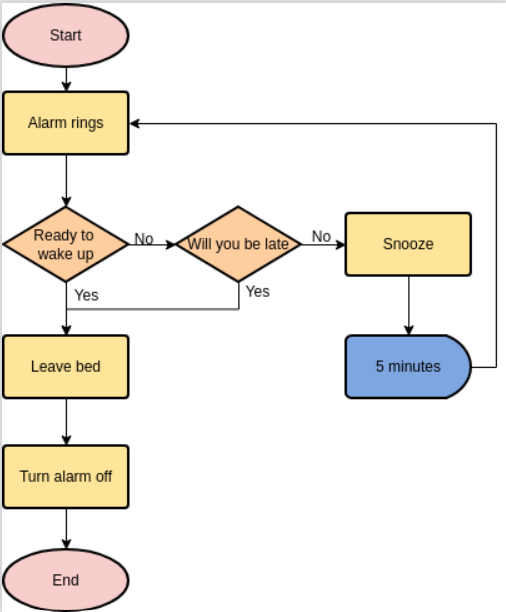 Start
Alarm rings
Ready to
wake up
No
Will you be late
No
Snooze
Yes
Yes
Leave bed
5 minutes
Turn alarm off
End